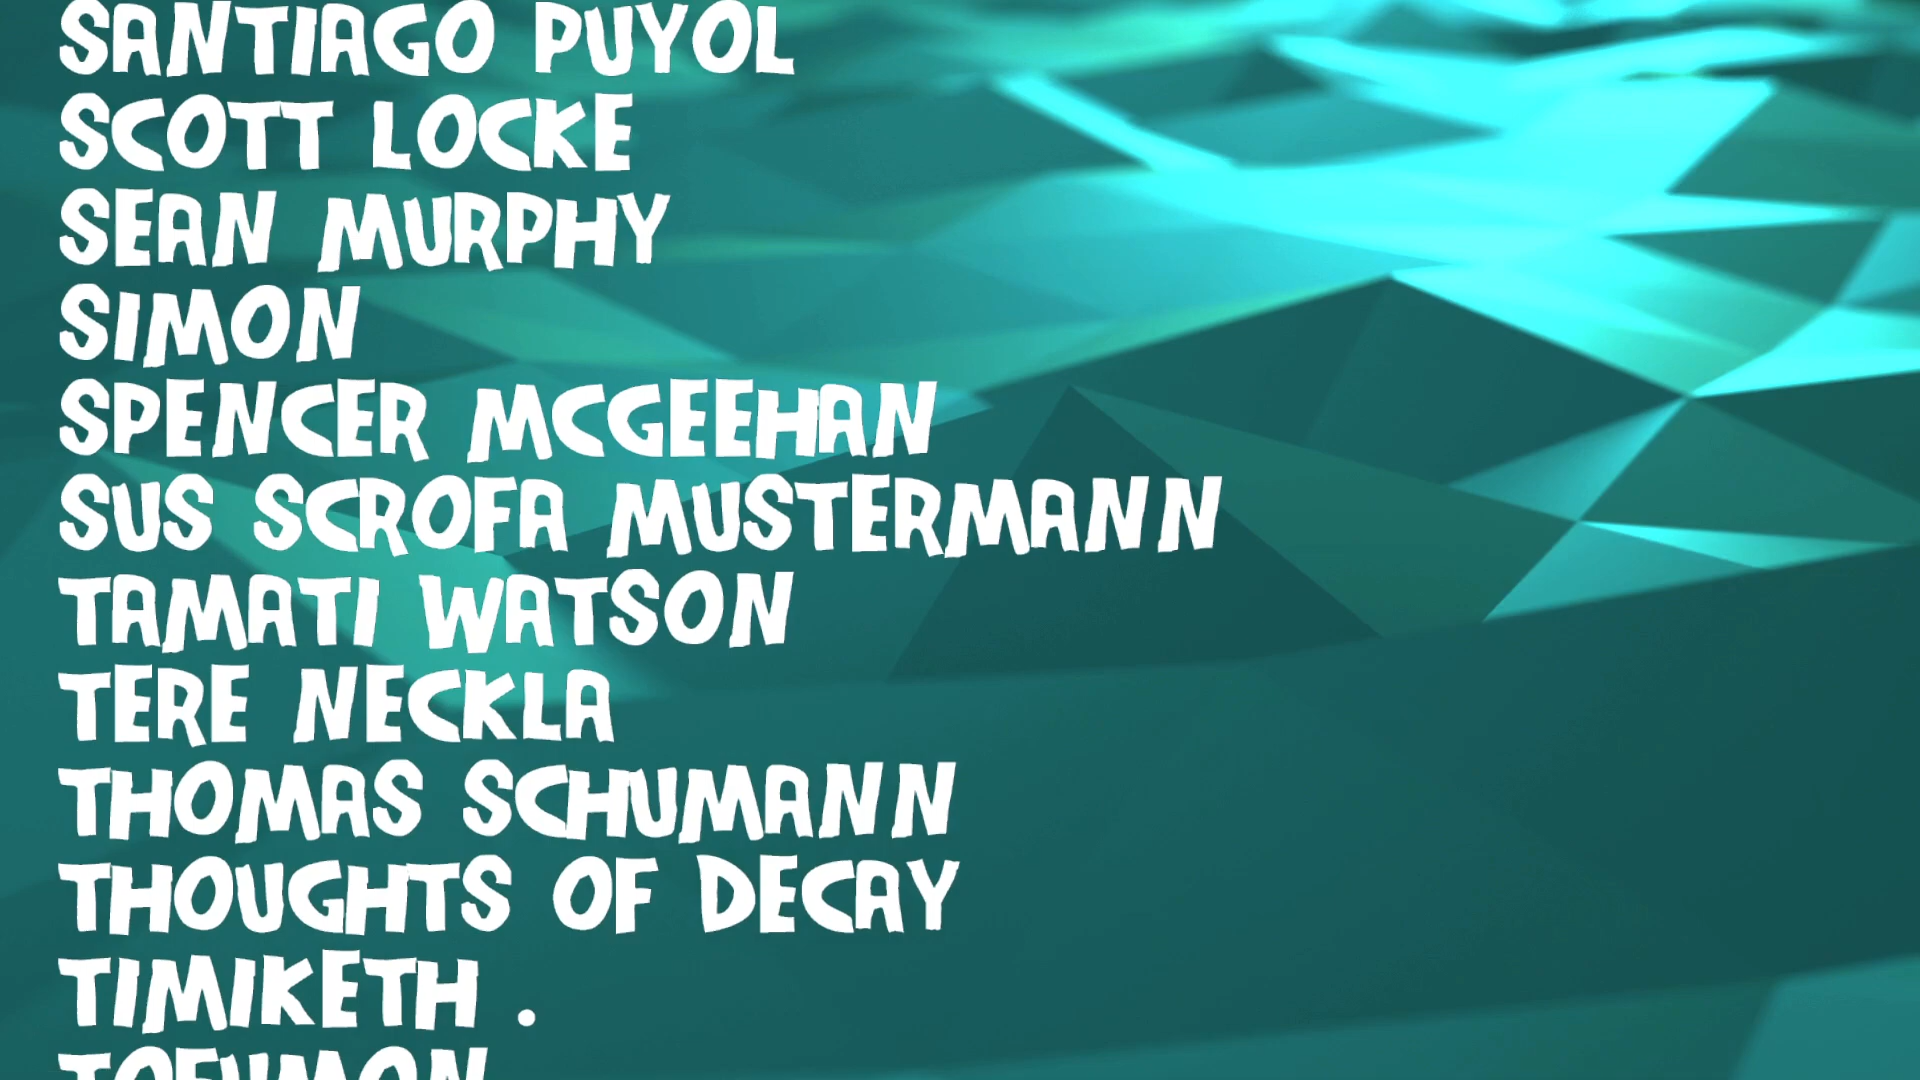 SANTIAGO PUYOL
SCOTT LOCKE
SEAN MURPHY
SIMON
SPENCER MCGEEHAN
SUS SCROFA MUSTERMANN
TAMATI WATSON
TERE NECKLA
THOMAS SCHUMANN
THOUGHTS OF DECAY
TIMIKETH .
TOFUMON